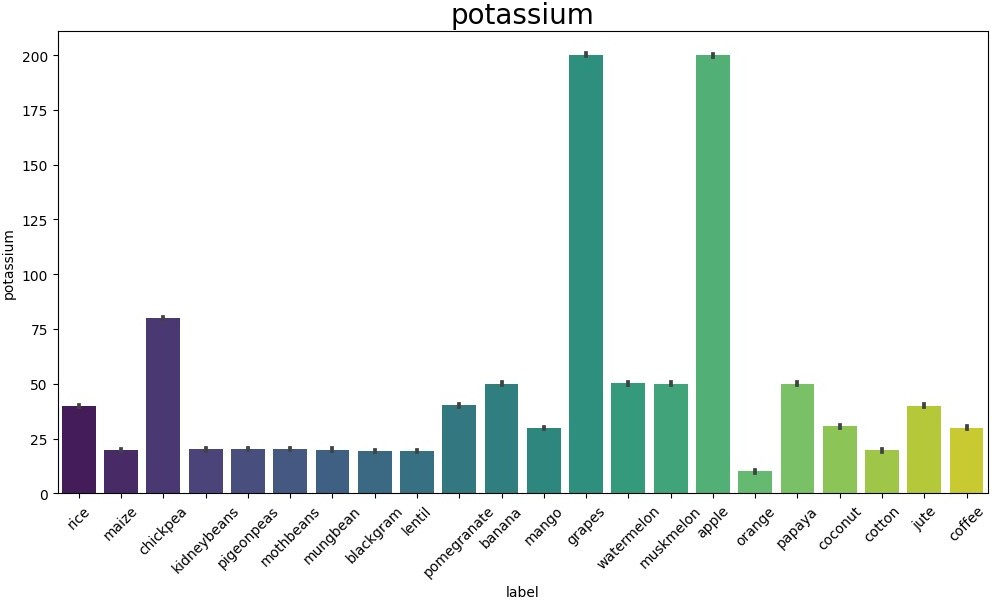 potassium
potassium
200
175
150
125
100
75
50
25
0
rice
maize
chickpea
kidneybeans
pigeonpeas
mothbeans
mungbean
blackgram
lentil
pomegranate
banana
mango
grapes
watermelon
muskmelon
apple
orange
papaya
coconut
cotton
jute
coffee
label